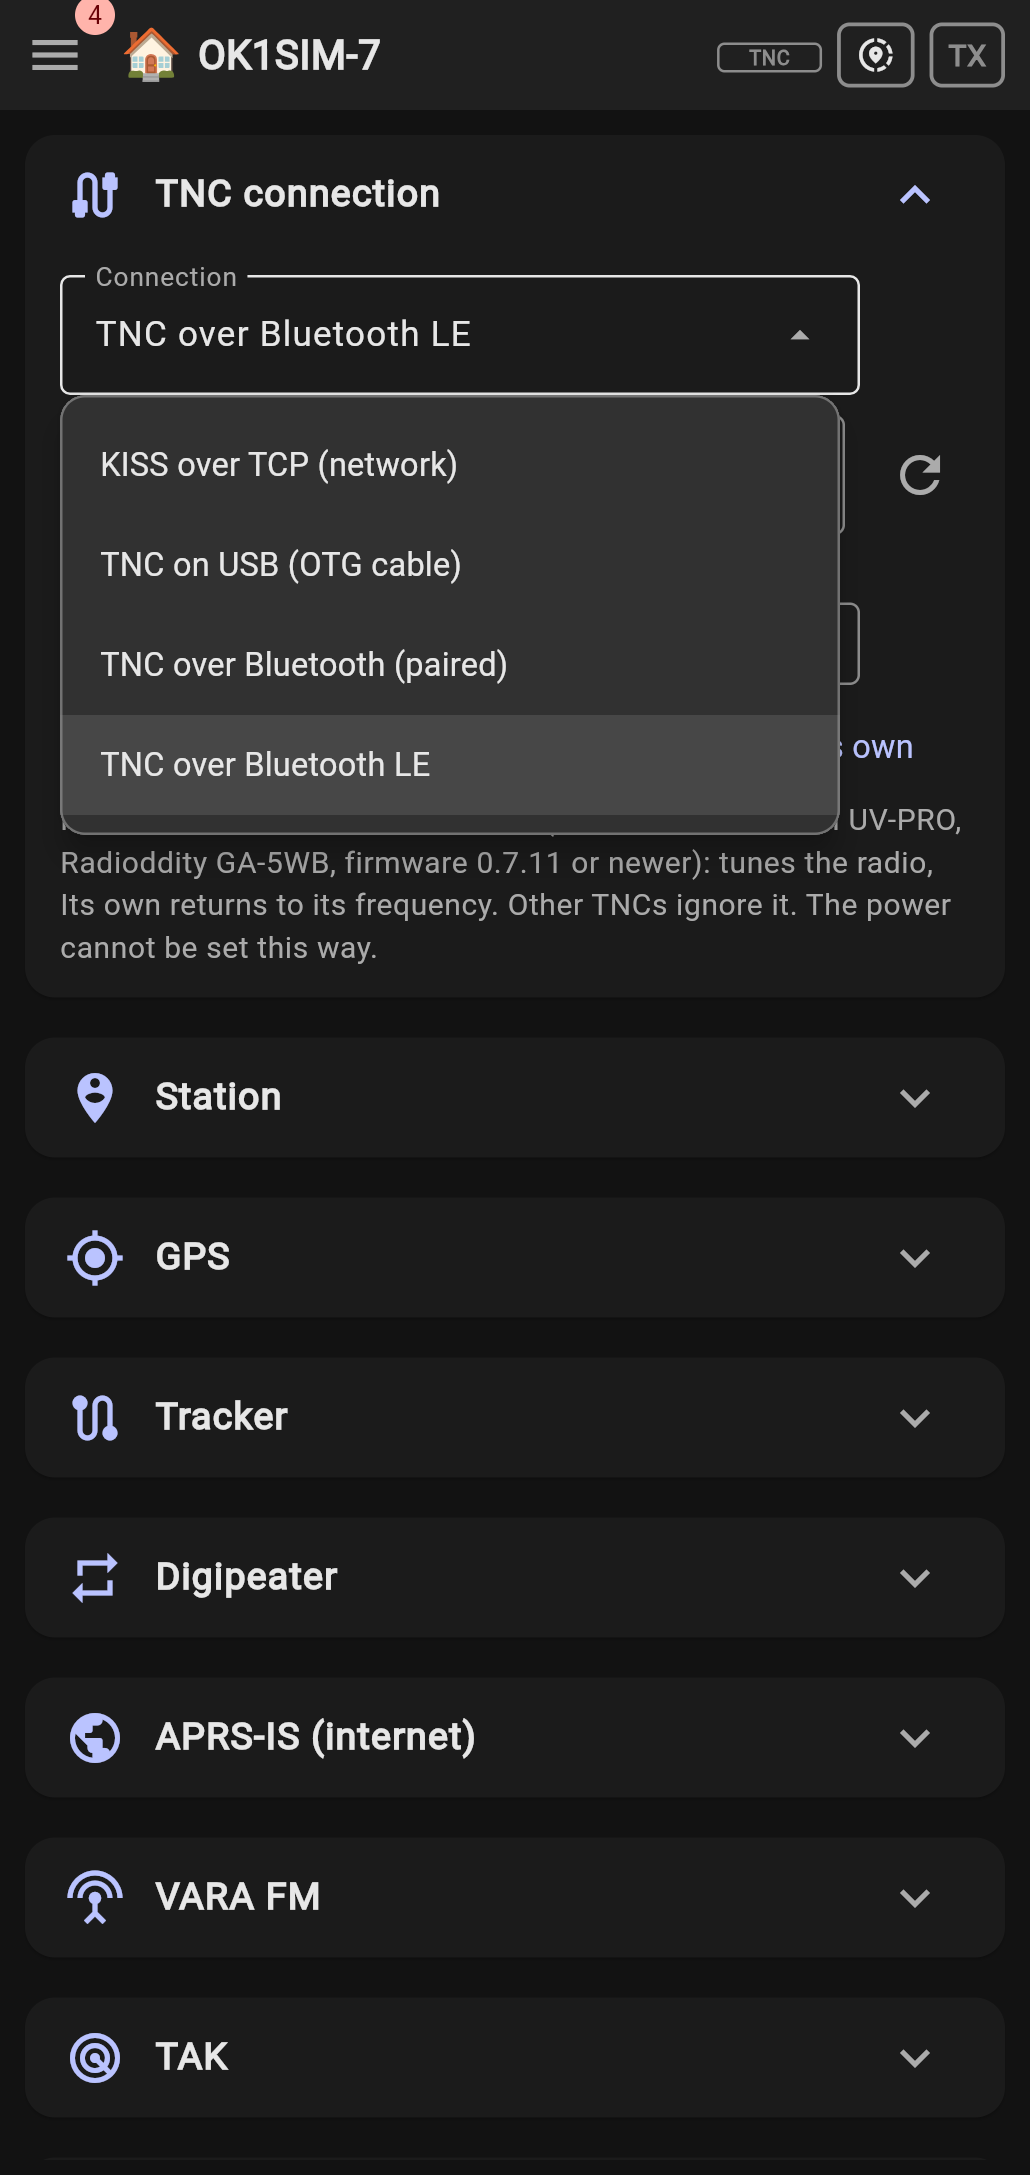 4
OK1SIM-7
TNC
TX
TNC connection
Connection
TNC over Bluetooth LE
KISS over TCP (network)
TNC on USB (OTG cable)
TNC over Bluetooth (paired)
TNC over Bluetooth LE
own
UV-PRO,
Radioddity GA-5WB, firmware 0.7.11 or newer): tunes the radio,
Its own returns to its frequency. Other TNCs ignore it. The power
cannot be set this way.
Station
GPS
Tracker
Digipeater
APRS-IS (internet)
VARA FM
TAK